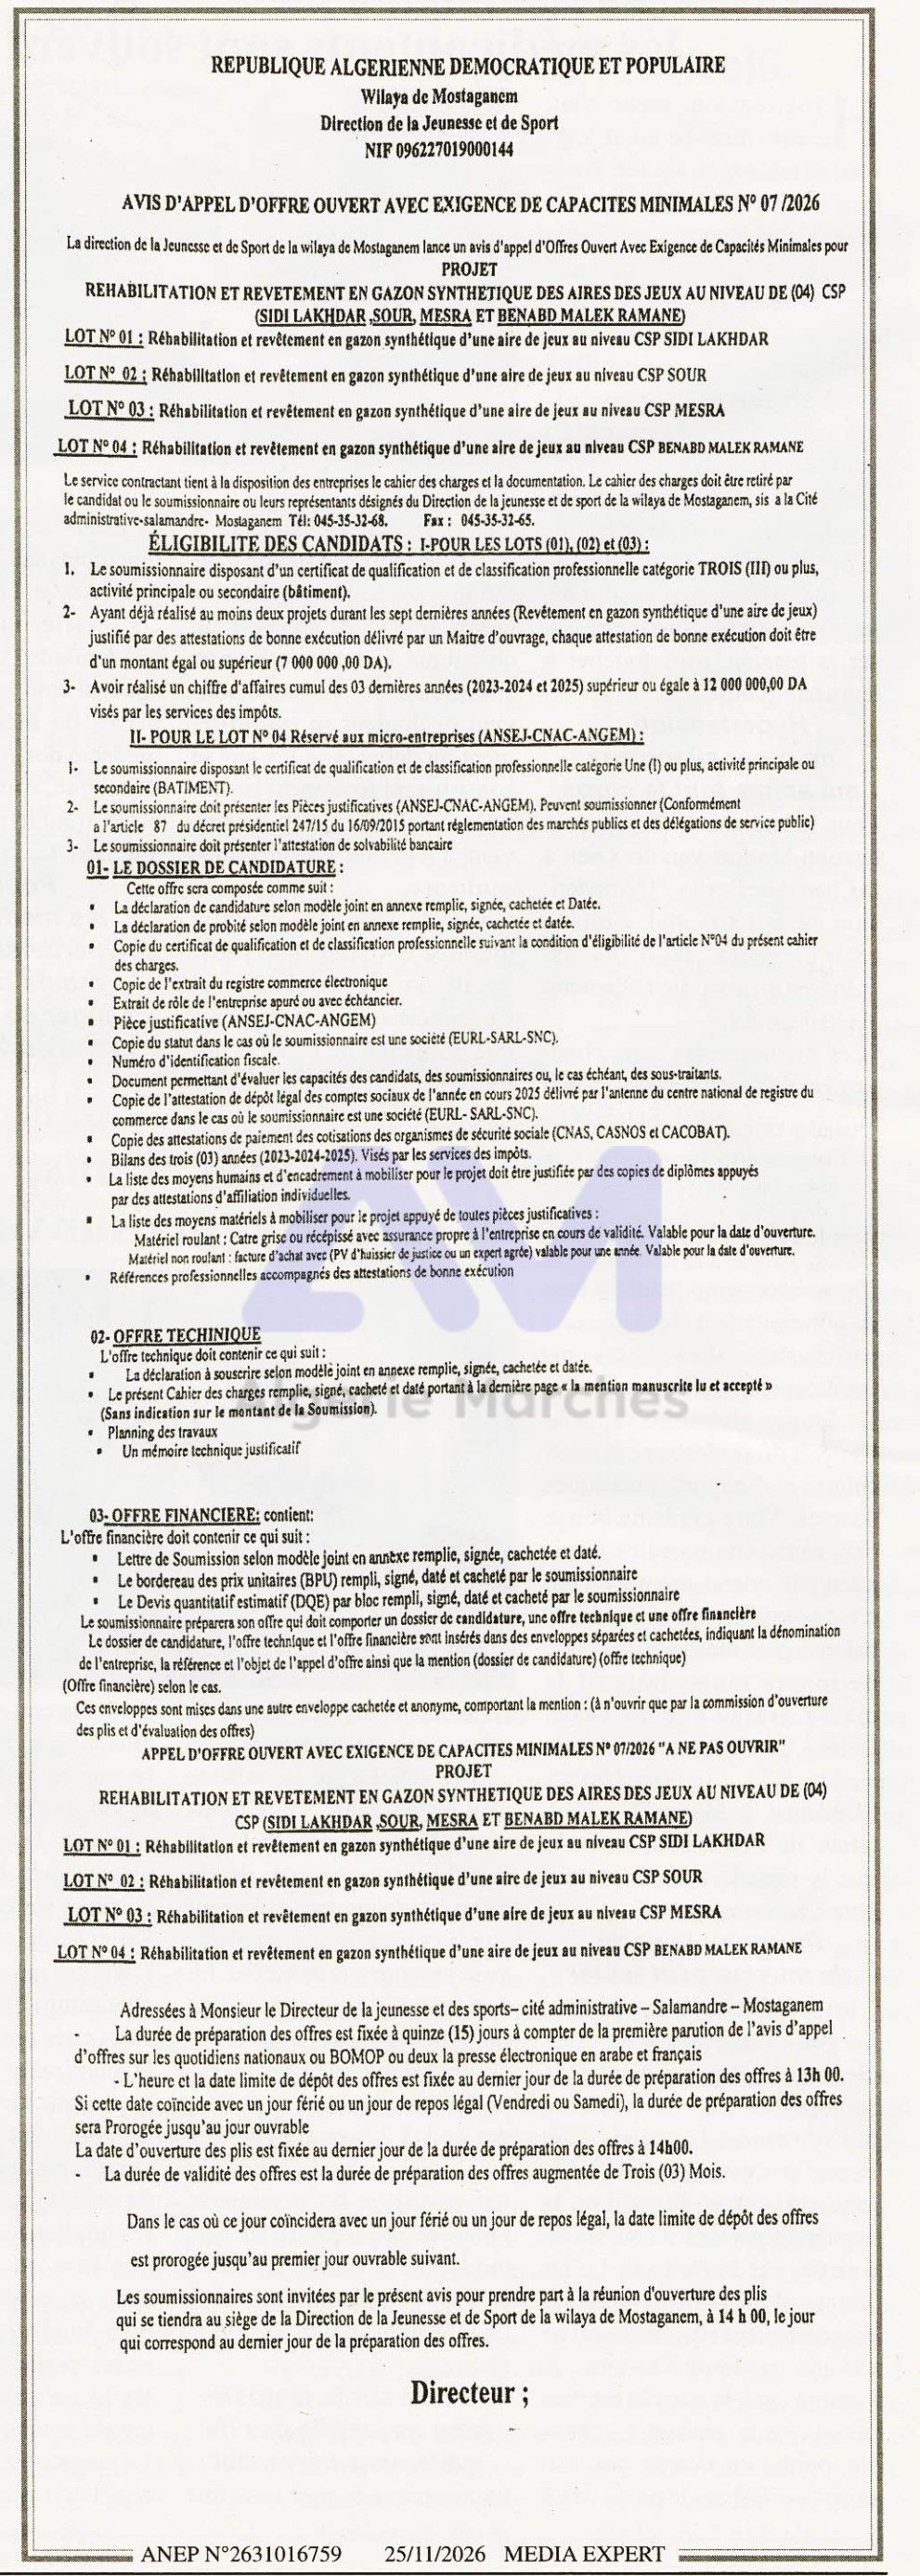 REPUBLIQUE ALGERIENNE DEMOCRATIQUE ET POPULAIRE
Wilaya de Mostaganem
Direction de la Jeunesse et de Sport
NIF 096227019000144
AVIS D'APPEL D'OFFRE OUVERT AVEC EXIGENCE DE CAPACITES MINIMALES N° 07 /2026
La direction de la Jeunesse et de Sport de la wilaya de Mostaganem lance un avis d'appel d'Offres Ouvert Avec Exigence de Capacités Minimales pour
PROJET
REHABILITATION ET REVETEMENT EN GAZON SYNTHETIQUE DES AIRES DES JEUX AU NIVEAU DE (04) CSP
(SIDI LAKHDAR ,SOUR, MESRA ET BENABD MALEK RAMANE)
LOT N° 01 : Réhabilitation et revêtement en gazon synthétique d'une aire de jeux au niveau CSP SIDI LAKHDAR
LOT N° 02 : Réhabilitation et revêtement en gazon synthétique d'une aire de jeux au niveau CSP SOUR
LOT N° 03 : Réhabilitation et revêtement en gazon synthétique d'une aire de jeux au niveau CSP MESRA
LOT N° 04 : Réhabilitation et revêtement en gazon synthétique d'une aire de jeux au niveau CSP BENABD MALEK RAMANE
Le service contractant tient à la disposition des entreprises le cahier des charges et la documentation. Le cahier des charges doit être retiré par
le candidat ou le soumissionnaire ou leurs représentants désignés du Direction de la jeunesse et de sport de la wilaya de Mostaganem, sis a la Cité
administrative-salamandre- Mostaganem Tél: 045-35-32-68. Fax : 045-35-32-65.
ÉLIGIBILITE DES CANDIDATS : I-POUR LES LOTS (01), (02) et (03) :
1. Le soumissionnaire disposant d'un certificat de qualification et de classification professionnelle catégorie TROIS (III) ou plus,
activité principale ou secondaire (bâtiment).
2- Ayant déjà réalisé au moins deux projets durant les sept dernières années (Revêtement en gazon synthétique d'une aire de jeux)
justifié par des attestations de bonne exécution délivré par un Maitre d'ouvrage, chaque attestation de bonne exécution doit être
d'un montant égal ou supérieur (7 000 000 ,00 DA).
3- Avoir réalisé un chiffre d'affaires cumul des 03 dernières années (2023-2024 et 2025) supérieur ou égale à 12 000 000,00 DA
visés par les services des impôts.
II- POUR LE LOT N° 04 Réservé aux micro-entreprises (ANSEJ-CNAC-ANGEM) :
1- Le soumissionnaire disposant le certificat de qualification et de classification professionnelle catégorie Une (I) ou plus, activité principale ou
secondaire (BATIMENT).
2- Le soumissionnaire doit présenter les Pièces justificatives (ANSEJ-CNAC-ANGEM). Peuvent soumissionner (Conformément
a l'article 87 du décret présidentiel 247/15 du 16/09/2015 portant réglementation des marchés publics et des délégations de service public)
3- Le soumissionnaire doit présenter l'attestation de solvabilité bancaire
01- LE DOSSIER DE CANDIDATURE :
Cette offre sera composée comme suit :
▪ La déclaration de candidature selon modèle joint en annexe remplie, signée, cachetée et Datée.
▪ La déclaration de probité selon modèle joint en annexe remplie, signée, cachetée et datée.
▪ Copie du certificat de qualification et de classification professionnelle suivant la condition d'éligibilité de l'article N°04 du présent cahier
des charges.
▪ Copie de l'extrait du registre commerce électronique
▪ Extrait de rôle de l'entreprise apuré ou avec échéancier.
▪ Pièce justificative (ANSEJ-CNAC-ANGEM)
▪ Copie du statut dans le cas où le soumissionnaire est une société (EURL-SARL-SNC).
▪ Numéro d'identification fiscale.
▪ Document permettant d'évaluer les capacités des candidats, des soumissionnaires ou, le cas échéant, des sous-traitants.
▪ Copie de l'attestation de dépôt légal des comptes sociaux de l'année en cours 2025 délivré par l'antenne du centre national de registre du
commerce dans le cas où le soumissionnaire est une société (EURL- SARL-SNC).
▪ Copie des attestations de paiement des cotisations des organismes de sécurité sociale (CNAS, CASNOS et CACOBAT).
▪ Bilans des trois (03) années (2023-2024-2025). Visés par les services des impôts.
▪ La liste des moyens humains et d'encadrement à mobiliser pour le projet doit être justifiée par des copies de diplômes appuyés
par des attestations d'affiliation individuelles.
▪ La liste des moyens matériels à mobiliser pour le projet appuyé de toutes pièces justificatives :
Matériel roulant : Catre grise ou récépissé avec assurance propre à l'entreprise en cours de validité. Valable pour la date d'ouverture.
Matériel non roulant : facture d'achat avec (PV d'huissier de justice ou un expert agrée) valable pour une année. Valable pour la date d'ouverture.
▪ Références professionnelles accompagnés des attestations de bonne exécution
02- OFFRE TECHINIQUE
L'offre technique doit contenir ce qui suit :
▪ La déclaration à souscrire selon modèle joint en annexe remplie, signée, cachetée et datée.
▪ Le présent Cahier des charges remplie, signé, cacheté et daté portant à la dernière page « la mention manuscrite lu et accepté »
(Sans indication sur le montant de la Soumission).
▪ Planning des travaux
▪ Un mémoire technique justificatif
AM
Algerie Marches
03- OFFRE FINANCIERE: contient:
L'offre financière doit contenir ce qui suit :
▪ Lettre de Soumission selon modèle joint en annexe remplie, signée, cachetée et daté.
▪ Le bordereau des prix unitaires (BPU) rempli, signé, daté et cacheté par le soumissionnaire
▪ Le Devis quantitatif estimatif (DQE) par bloc rempli, signé, daté et cacheté par le soumissionnaire
Le soumissionnaire préparera son offre qui doit comporter un dossier de candidature, une offre technique et une offre financière
Le dossier de candidature, l'offre technique et l'offre financière sont insérés dans des enveloppes séparées et cachetées, indiquant la dénomination
de l'entreprise, la référence et l'objet de l'appel d'offre ainsi que la mention (dossier de candidature) (offre technique)
(Offre financière) selon le cas.
Ces enveloppes sont mises dans une autre enveloppe cachetée et anonyme, comportant la mention : (à n'ouvrir que par la commission d'ouverture
des plis et d'évaluation des offres)
APPEL D'OFFRE OUVERT AVEC EXIGENCE DE CAPACITES MINIMALES N° 07/2026 "A NE PAS OUVRIR"
PROJET
REHABILITATION ET REVETEMENT EN GAZON SYNTHETIQUE DES AIRES DES JEUX AU NIVEAU DE (04)
CSP (SIDI LAKHDAR ,SOUR, MESRA ET BENABD MALEK RAMANE)
LOT N° 01 : Réhabilitation et revêtement en gazon synthétique d'une aire de jeux au niveau CSP SIDI LAKHDAR
LOT N° 02 : Réhabilitation et revêtement en gazon synthétique d'une aire de jeux au niveau CSP SOUR
LOT N° 03 : Réhabilitation et revêtement en gazon synthétique d'une aire de jeux au niveau CSP MESRA
LOT N° 04 : Réhabilitation et revêtement en gazon synthétique d'une aire de jeux au niveau CSP BENABD MALEK RAMANE
Adressées à Monsieur le Directeur de la jeunesse et des sports– cité administrative – Salamandre – Mostaganem
- La durée de préparation des offres est fixée à quinze (15) jours à compter de la première parution de l'avis d'appel
d'offres sur les quotidiens nationaux ou BOMOP ou deux la presse électronique en arabe et français
- L'heure et la date limite de dépôt des offres est fixée au dernier jour de la durée de préparation des offres à 13h 00.
Si cette date coïncide avec un jour férié ou un jour de repos légal (Vendredi ou Samedi), la durée de préparation des offres
sera Prorogée jusqu'au jour ouvrable
La date d'ouverture des plis est fixée au dernier jour de la durée de préparation des offres à 14h00.
- La durée de validité des offres est la durée de préparation des offres augmentée de Trois (03) Mois.
Dans le cas où ce jour coïncidera avec un jour férié ou un jour de repos légal, la date limite de dépôt des offres
est prorogée jusqu'au premier jour ouvrable suivant.
Les soumissionnaires sont invitées par le présent avis pour prendre part à la réunion d'ouverture des plis
qui se tiendra au siège de la Direction de la Jeunesse et de Sport de la wilaya de Mostaganem, à 14 h 00, le jour
qui correspond au dernier jour de la préparation des offres.
Directeur ;
ANEP N°2631016759 25/11/2026 MEDIA EXPERT